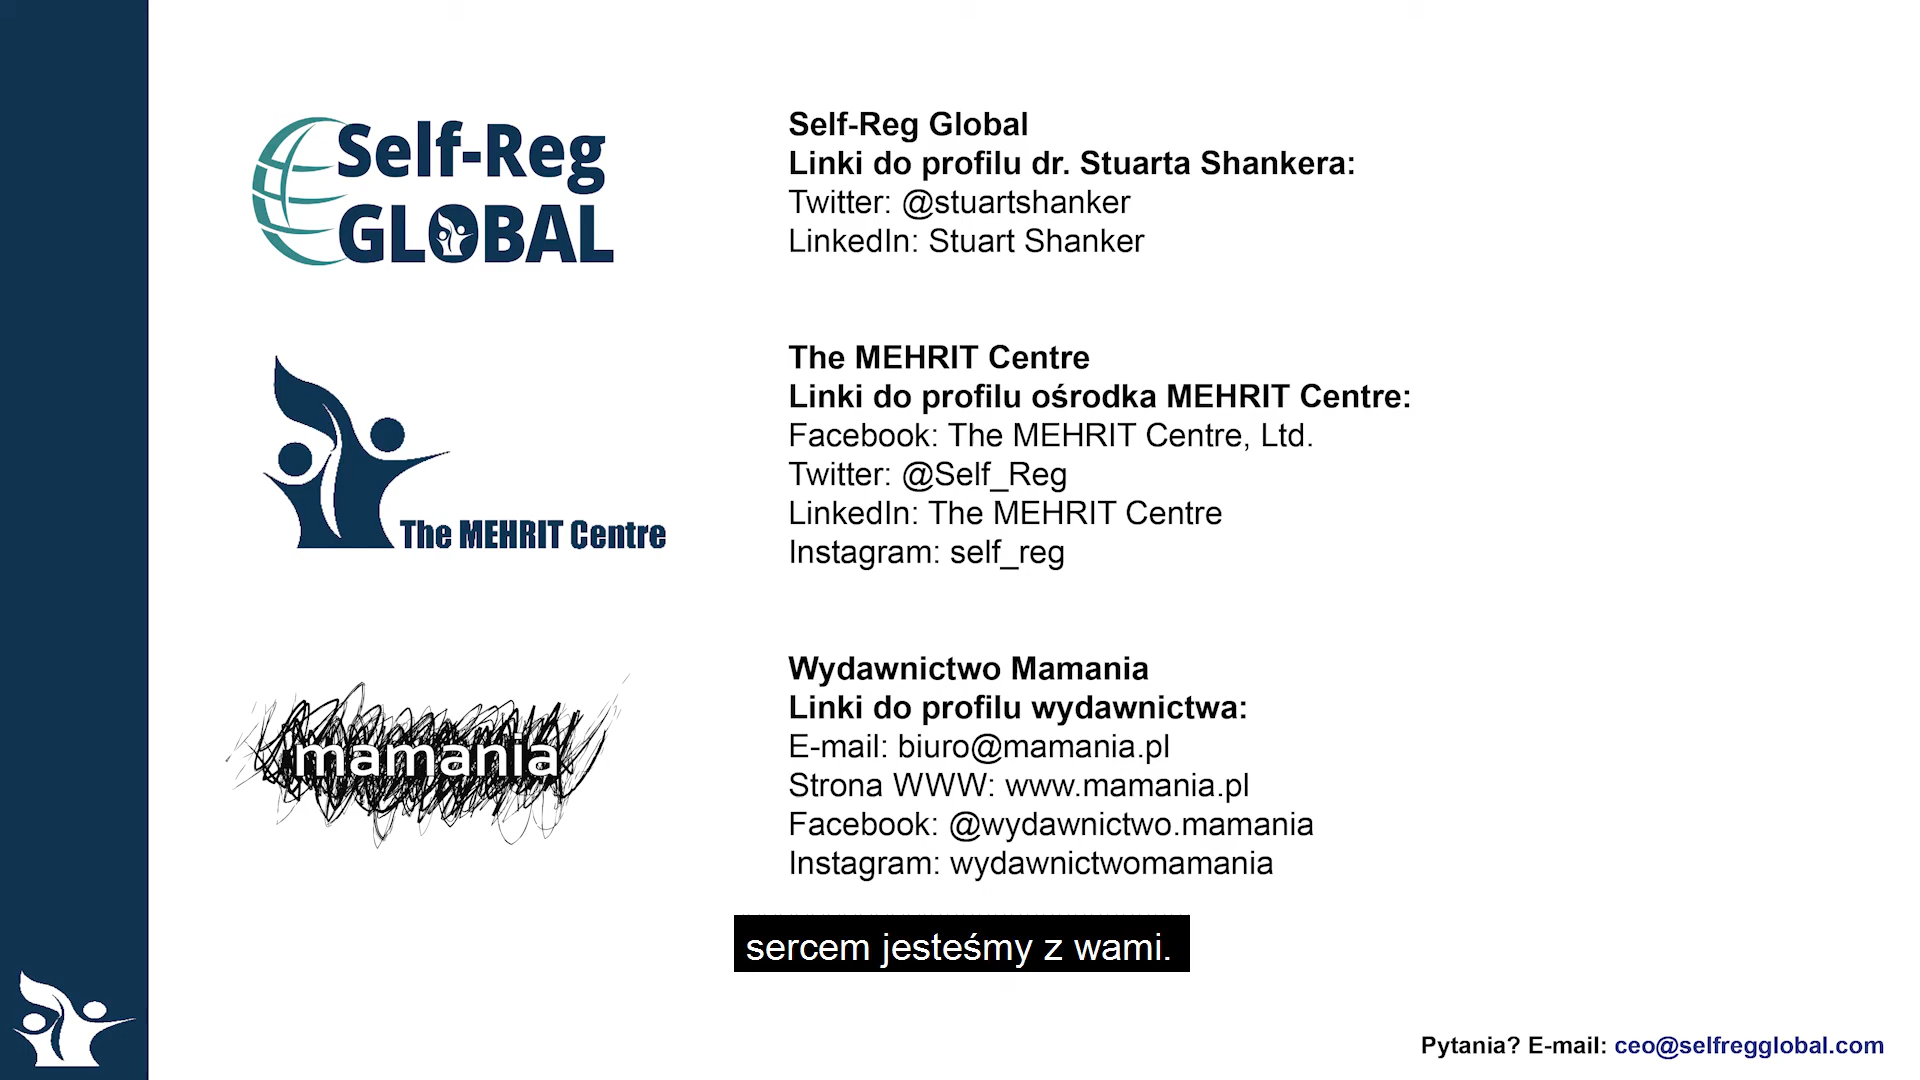 Self-Reg
GLOBAL
Self-Reg Global
Linki do profilu dr. Stuarta Shankera:
Twitter: @stuartshanker
LinkedIn: Stuart Shanker
The MEHRIT Centre
The MEHRIT Centre
Linki do profilu ośrodka MEHRIT Centre:
Facebook: The MEHRIT Centre, Ltd.
Twitter: @Self_Reg
LinkedIn: The MEHRIT Centre
Instagram: self_reg
mamania
Wydawnictwo Mamania
Linki do profilu wydawnictwa:
E-mail: biuro@mamania.pl
Strona WWW: www.mamania.pl
Facebook: @wydawnictwo.mamania
Instagram: wydawnictwomamania
sercem jesteśmy z wami.
Pytania? E-mail: ceo@selfregglobal.com